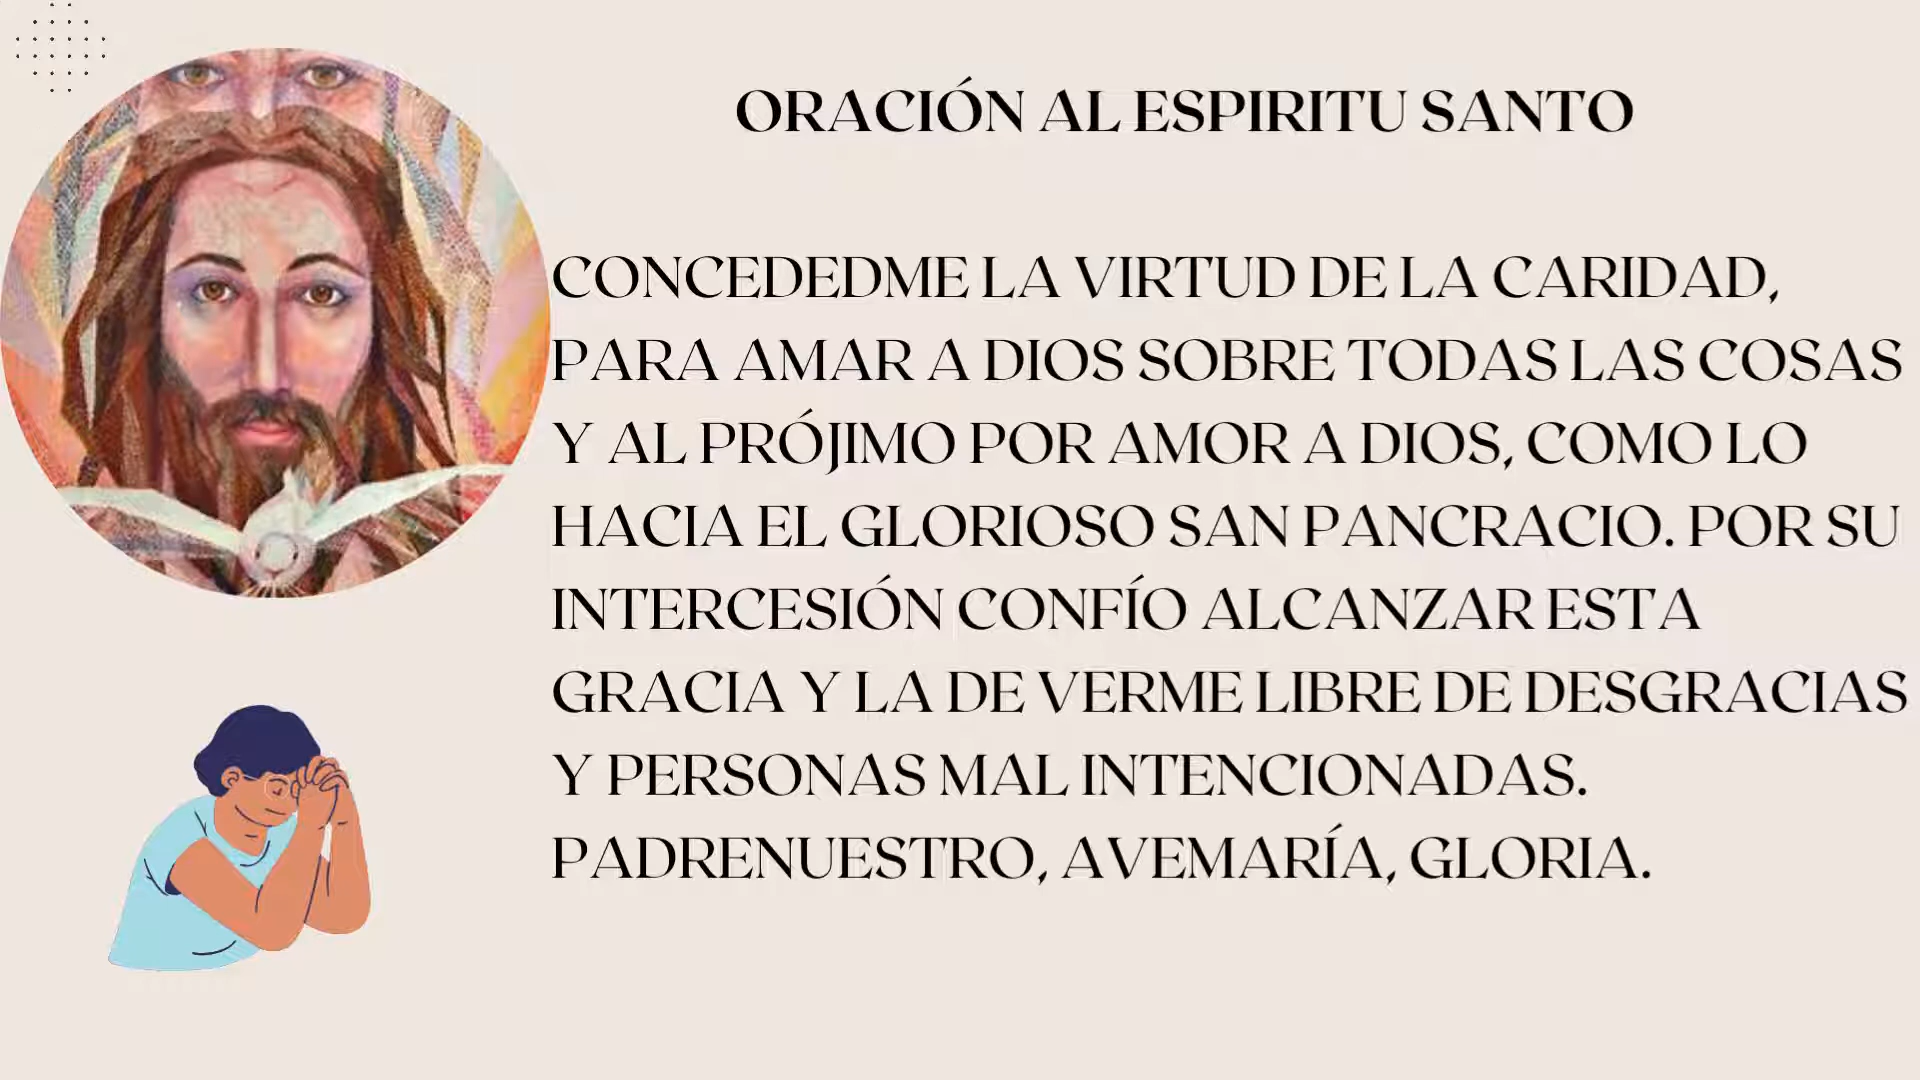 ORACIÓN AL ESPIRITU SANTO
CONCEDEDME LA VIRTUD DE LA CARIDAD,
PARA AMAR A DIOS SOBRE TODAS LAS COSAS
Y AL PRÓJIMO POR AMOR A DIOS, COMO LO
HACIA EL GLORIOSO SAN PANCRACIO. POR SU
INTERCESIÓN CONFÍO ALCANZAR ESTA
GRACIA Y LA DE VERME LIBRE DE DESGRACIAS
Y PERSONAS MAL INTENCIONADAS.
PADRENUESTRO, AVEMARÍA, GLORIA.